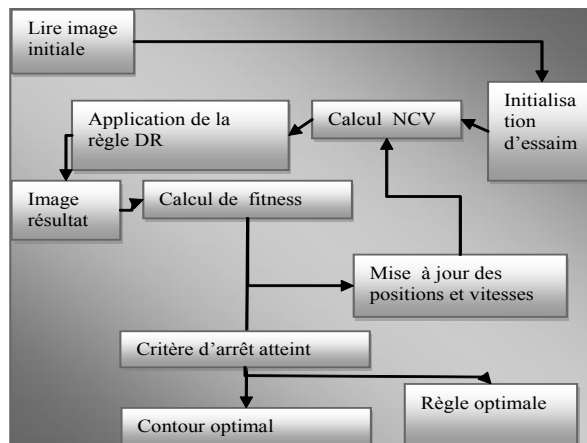 Lire image
initiale
Initialisa
tion
d'essaim
Calcul NCV
Application de la
règle DR
Image
résultat
Calcul de fitness
Mise à jour des
positions et vitesses
Critère d'arrêt atteint
Règle optimale
Contour optimal